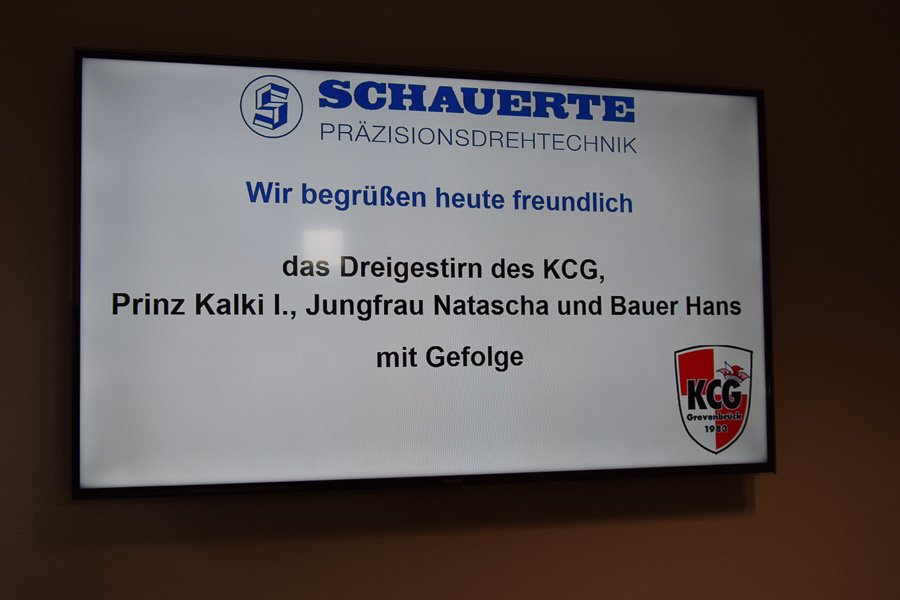 SCHAUERTE
PRÄZISIONSDREHTECHNIK
Wir begrüßen heute freundlich
das Dreigestirn des KCG,
Prinz Kalki I., Jungfrau Natascha und Bauer Hans
mit Gefolge
KCG
Grevenbrück
1983